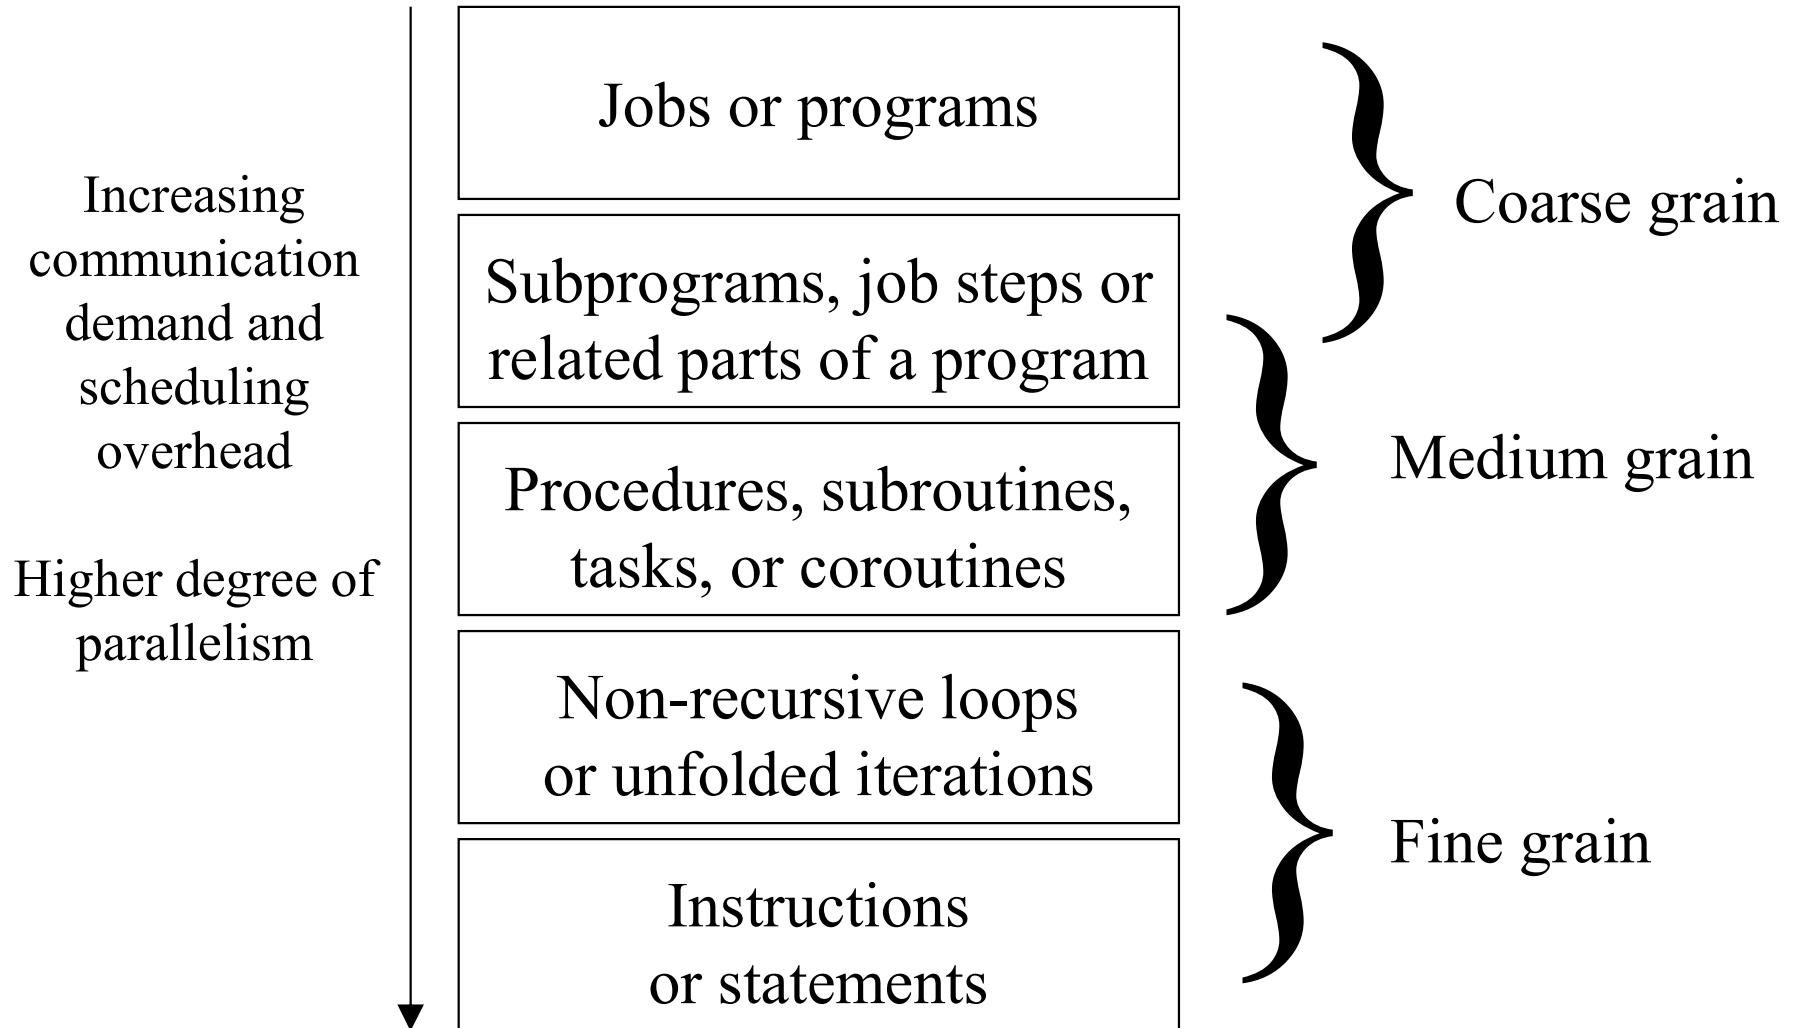 Increasing
communication
demand and
scheduling
overhead
Higher degree of
parallelism
Jobs or programs
Subprograms, job steps or
related parts of a program
Procedures, subroutines,
tasks, or coroutines
Non-recursive loops
or unfolded iterations
Instructions
or statements
Coarse grain
Medium grain
Fine grain